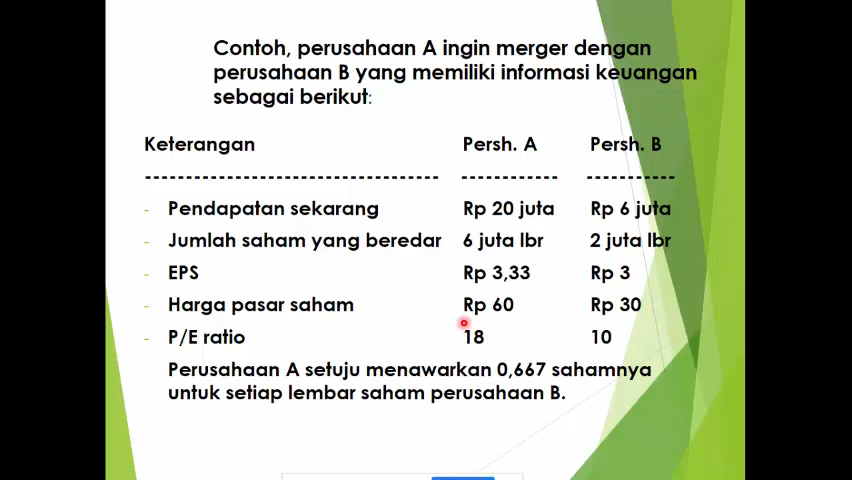 Contoh, perusahaan A ingin merger dengan
perusahaan B yang memiliki informasi keuangan
sebagai berikut:
Keterangan Persh. A Persh. B
------------------------------------ ------------ -----------
- Pendapatan sekarang Rp 20 juta Rp 6 juta
- Jumlah saham yang beredar 6 juta lbr 2 juta lbr
- EPS Rp 3,33 Rp 3
- Harga pasar saham Rp 60 Rp 30
- P/E ratio 18 10
Perusahaan A setuju menawarkan 0,667 sahamnya
untuk setiap lembar saham perusahaan B.